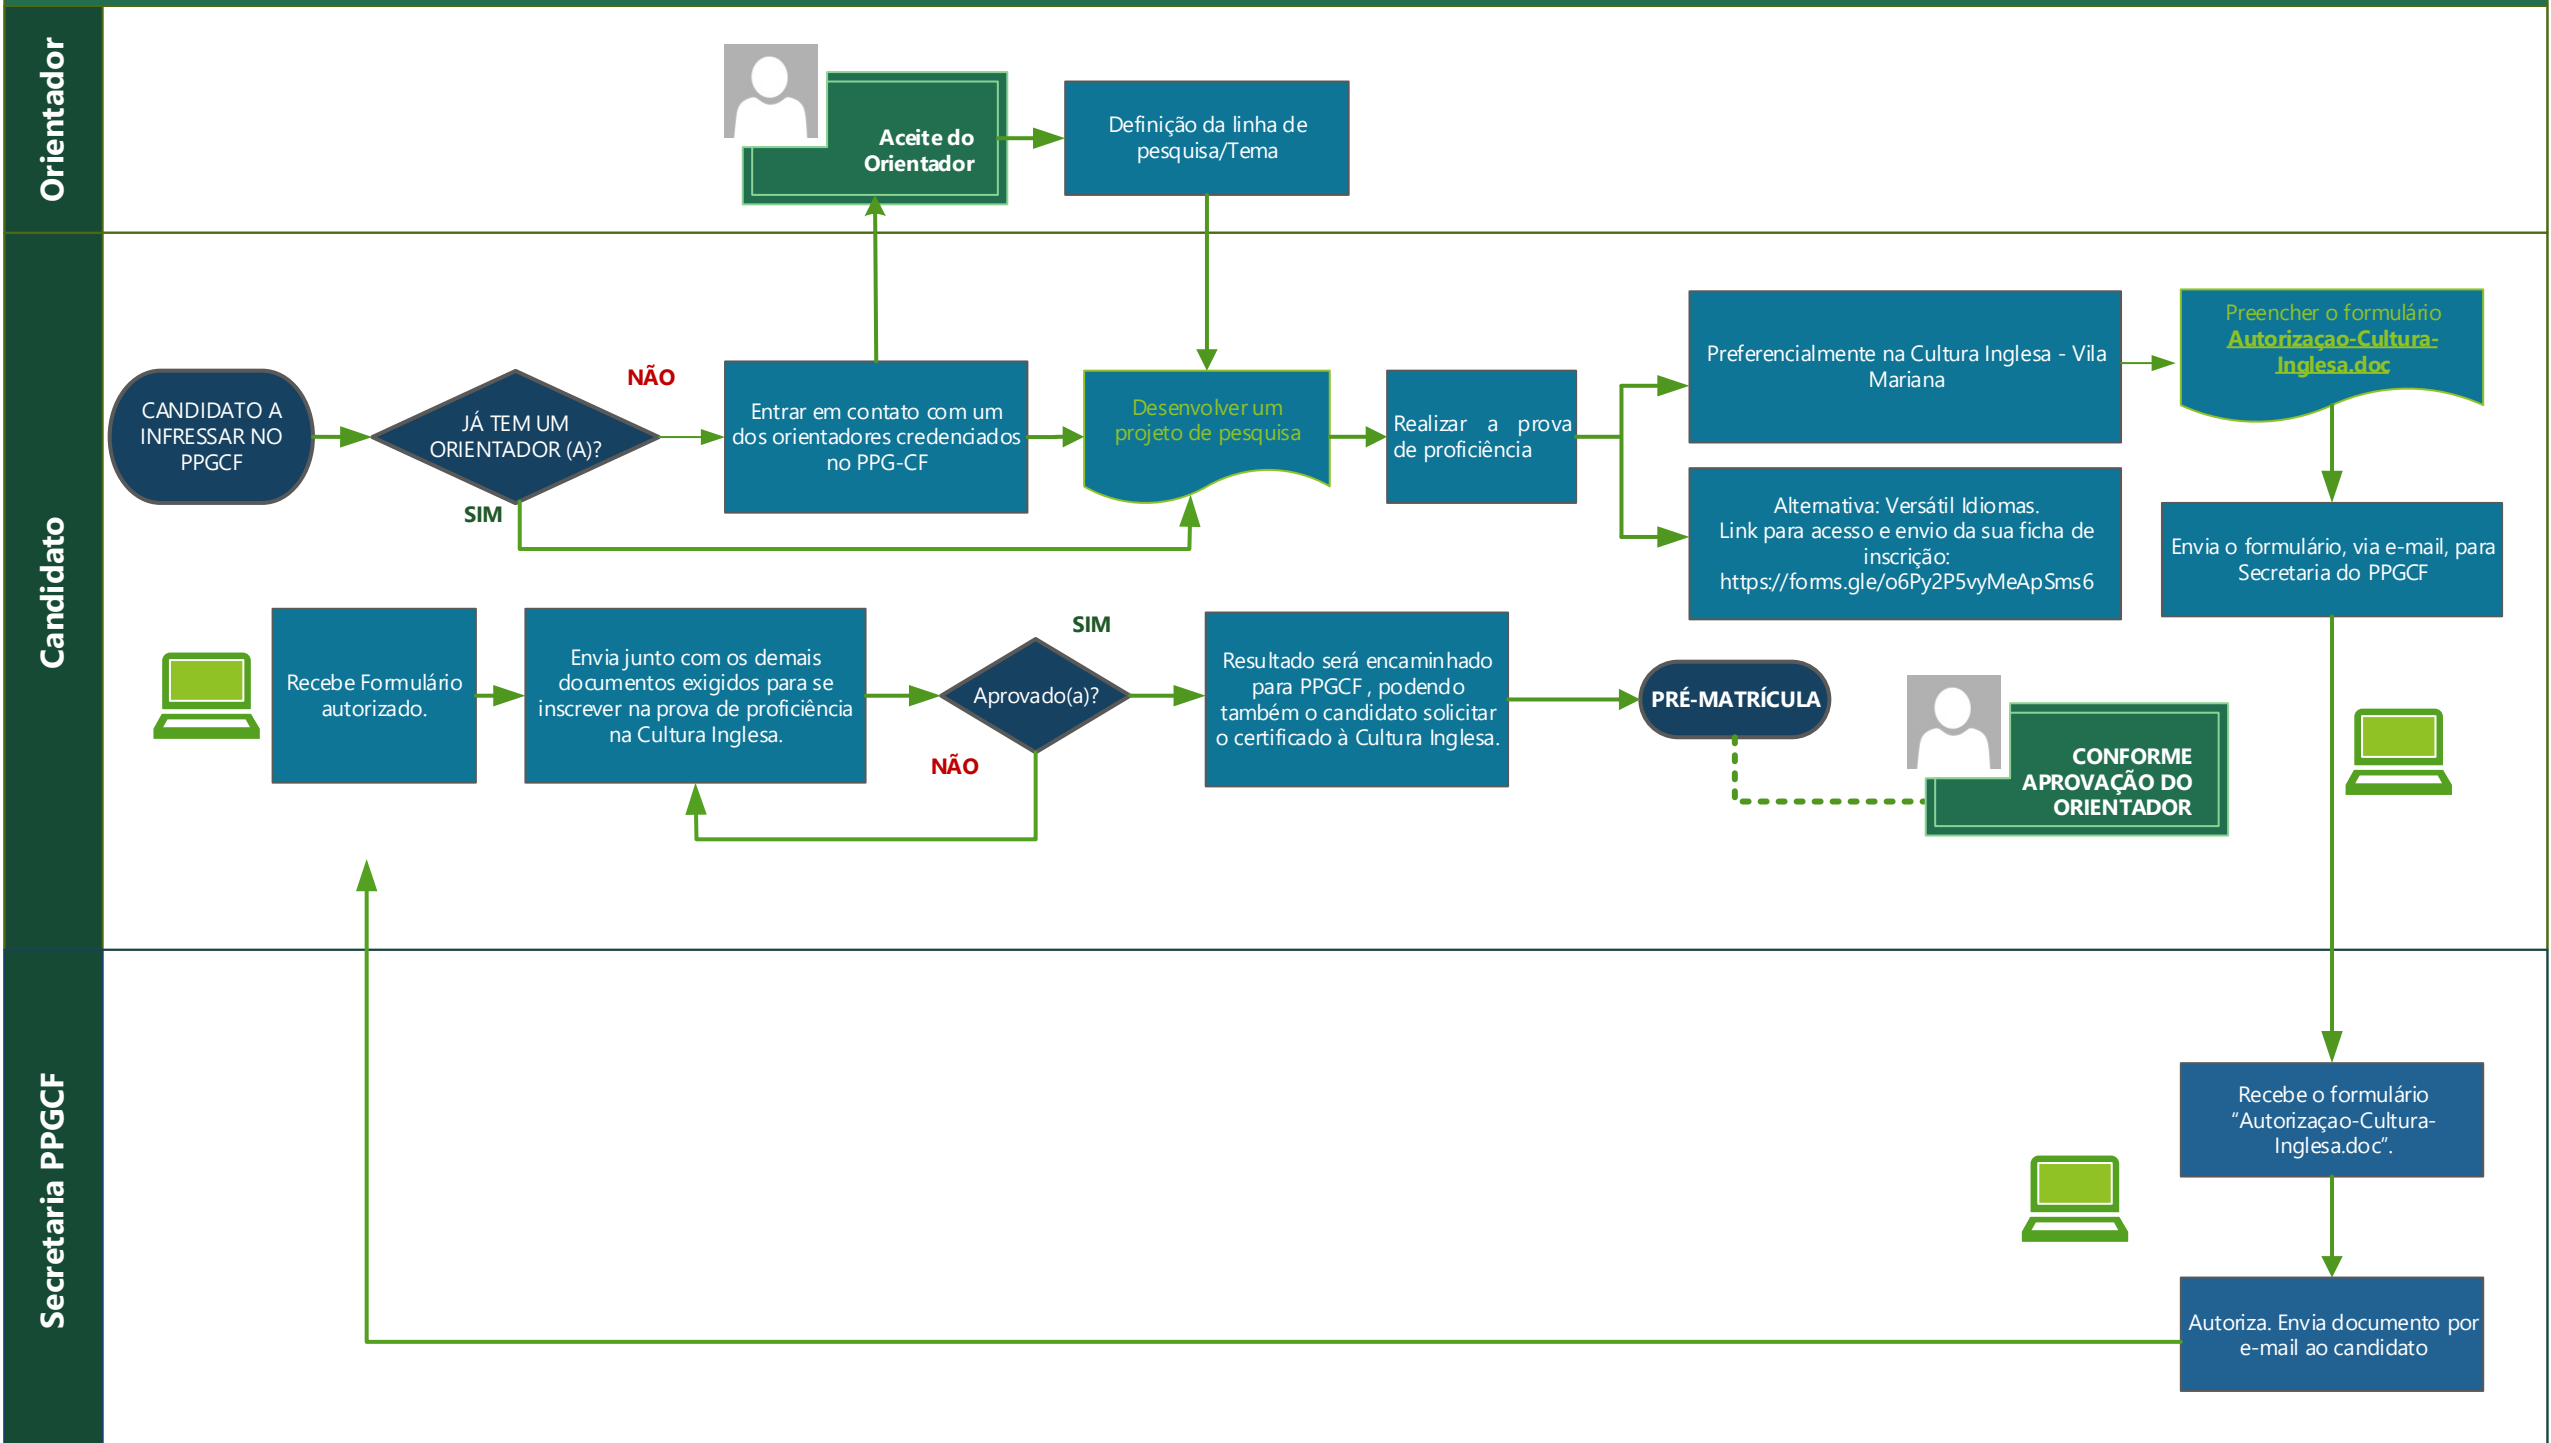 Orientador
Aceite do
Orientador
Definição da linha de
pesquisa/Tema
Candidato
CANDIDATO A
INFRESSAR NO
PPGCF
JÁ TEM UM
ORIENTADOR (A)?
NÃO
SIM
Entrar em contato com um
dos orientadores credenciados
no PPG-CF
Desenvolver um
projeto de pesquisa
Realizar a prova
de proficiência
Preferencialmente na Cultura Inglesa - Vila
Mariana
Alternativa: Versátil Idiomas.
Link para acesso e envio da sua ficha de
inscrição:
https://forms.gle/o6Py2P5vyMeApSms6
Preencher o formulário
Autorizaçao-Cultura-
Inglesa.doc
Envia o formulário, via e-mail, para
Secretaria do PPGCF
Recebe Formulário
autorizado.
Envia junto com os demais
documentos exigidos para se
inscrever na prova de proficiência
na Cultura Inglesa.
Aprovado(a)?
SIM
NÃO
Resultado será encaminhado
para PPGCF , podendo
também o candidato solicitar
o certificado à Cultura Inglesa.
PRÉ-MATRÍCULA
CONFORME
APROVAÇÃO DO
ORIENTADOR
Secretaria PPGCF
Recebe o formulário
“Autorizaçao-Cultura-
Inglesa.doc”.
Autoriza. Envia documento por
e-mail ao candidato